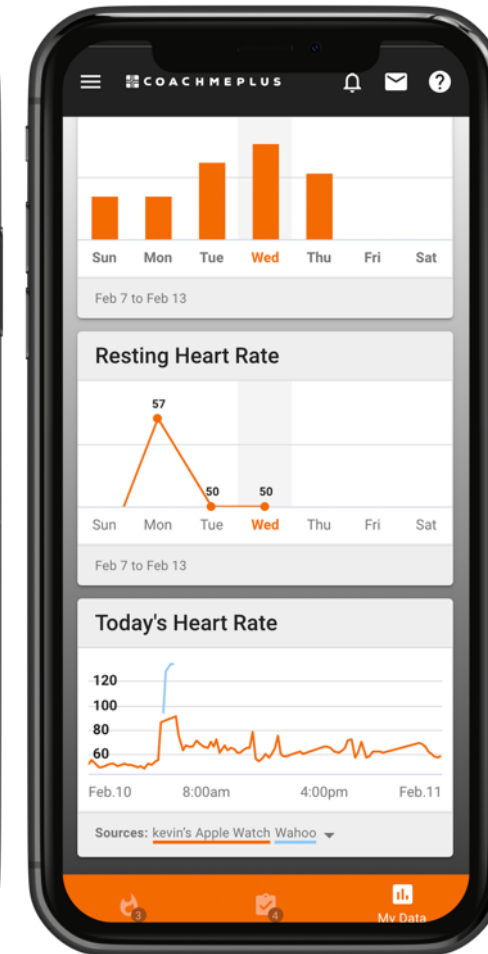 COACHMEPLUS
Sun Mon Tue Wed Thu Fri Sat
Feb 7 to Feb 13
Resting Heart Rate
57
50 50
Sun Mon Tue Wed Thu Fri Sat
Feb 7 to Feb 13
Today's Heart Rate
120
100
80
60
Feb.10 8:00am 4:00pm Feb.11
Sources: kevin's Apple Watch Wahoo
3 4
My Data